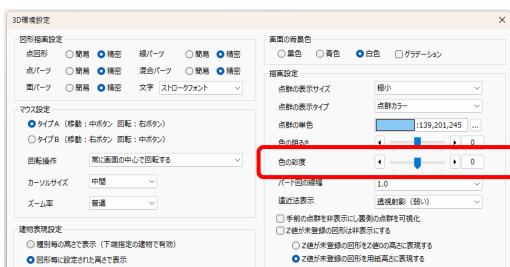 3D環境設定
図形描画設定
点図形 簡易 精密 線パーツ 簡易 精密
点パーツ 簡易 精密 混合パーツ 簡易 精密
面パーツ 簡易 精密 文字 ストロークフォント
マウス設定
タイプA （移動：中ボタン 回転：右ボタン）
タイプB （移動：右ボタン 回転：中ボタン）
回転操作 常に画面の中心で回転する
カーソルサイズ 中間
ズーム率 普通
建物表現設定
種別毎の高さで表示（下端指定の建物で有効）
図形毎に設定された高さで表示
画面の背景色
黒色 青色 白色 グラデーション
描画設定
点群の表示サイズ 極小
点群の表示タイプ 点群カラー
点群の単色 :139,201,245 ...
色の明るさ 0
色の彩度 0
パート図の線幅 1.0
遠近法表示 透視射影（弱い）
手前の点群を非表示にし裏側の点群を可視化
Z値が未登録の図形は非表示にする
Z値が未登録の図形をZ値0の高さに表現する
Z値が未登録の図形を用紙高さに表現する